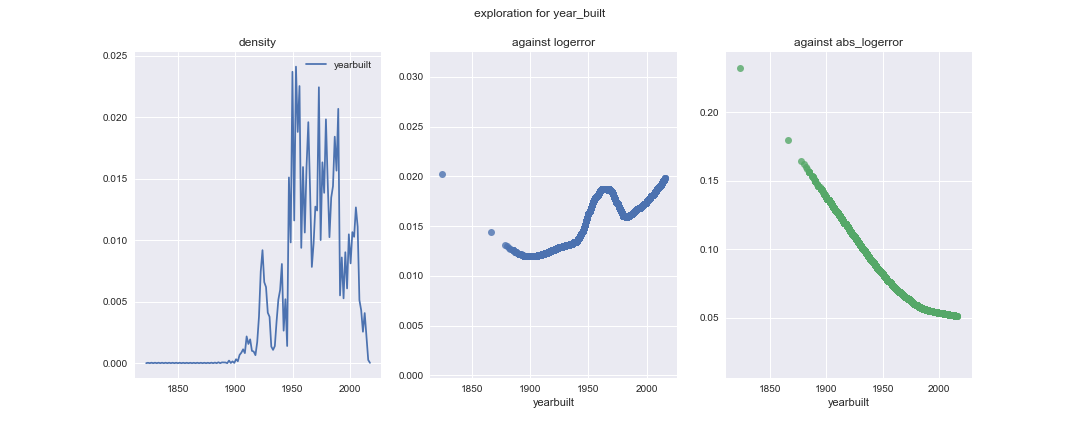 exploration for year_built
density
against logerror
against abs_logerror
yearbuilt
0.025
0.020
0.015
0.010
0.005
0.000
1850 1900 1950 2000
0.030
0.025
0.020
0.015
0.010
0.005
0.000
1850 1900 1950 2000
yearbuilt
0.20
0.15
0.10
0.05
1850 1900 1950 2000
yearbuilt